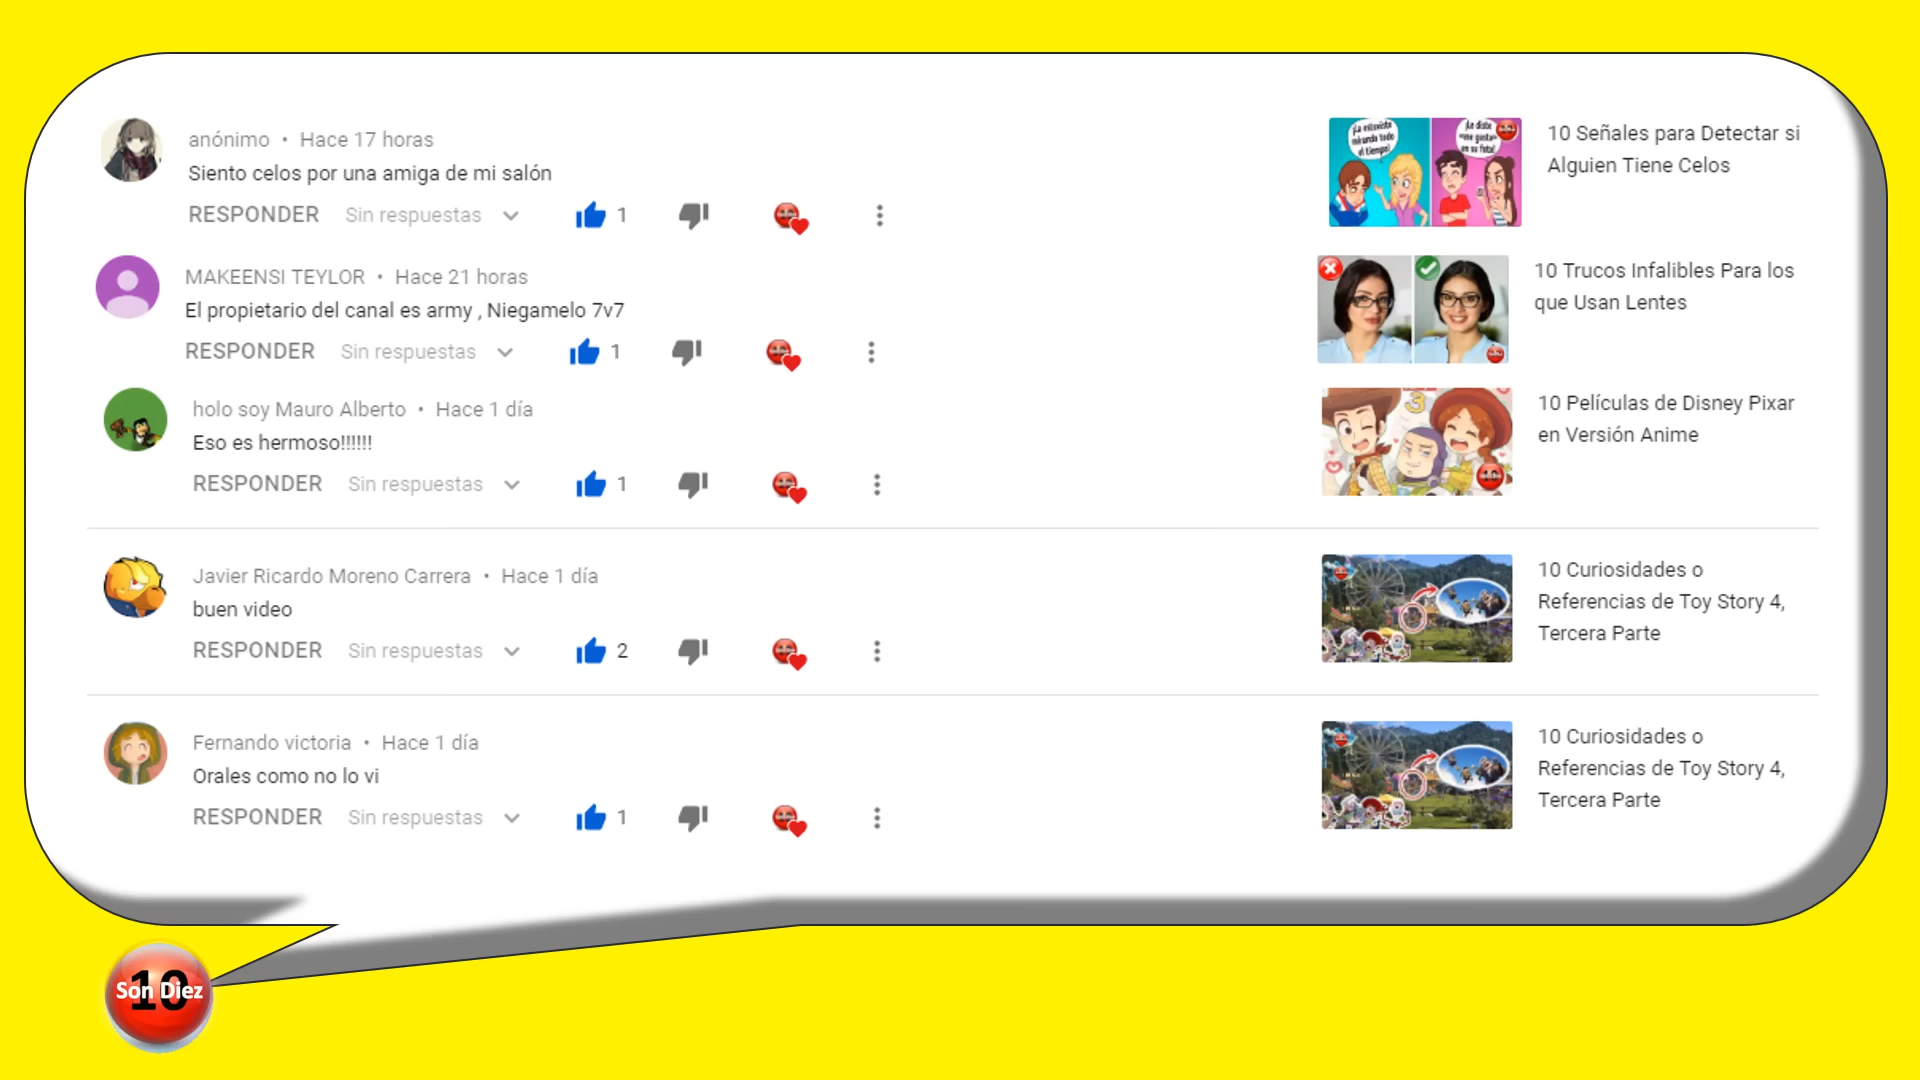 anónimo • Hace 17 horas
Siento celos por una amiga de mi salón
RESPONDER Sin respuestas 1
10 Señales para Detectar si
Alguien Tiene Celos
MAKEENSI TEYLOR • Hace 21 horas
El propietario del canal es army , Niegamelo 7v7
RESPONDER Sin respuestas 1
10 Trucos Infalibles Para los
que Usan Lentes
holo soy Mauro Alberto • Hace 1 día
Eso es hermoso!!!!!!
RESPONDER Sin respuestas 1
3
10 Películas de Disney Pixar
en Versión Anime
Javier Ricardo Moreno Carrera • Hace 1 día
buen video
RESPONDER Sin respuestas 2
10 Curiosidades o
Referencias de Toy Story 4,
Tercera Parte
Fernando victoria • Hace 1 día
Orales como no lo vi
RESPONDER Sin respuestas 1
10 Curiosidades o
Referencias de Toy Story 4,
Tercera Parte
10
Son Diez